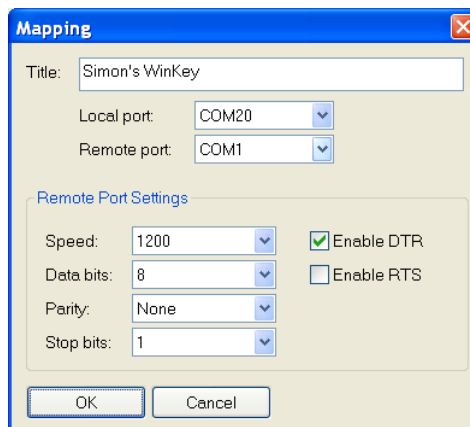 Mapping
Title: Simon's WinKey
Local port: COM20
Remote port: COM1
Remote Port Settings
Speed: 1200 Enable DTR
Data bits: 8 Enable RTS
Parity: None
Stop bits: 1
OK Cancel